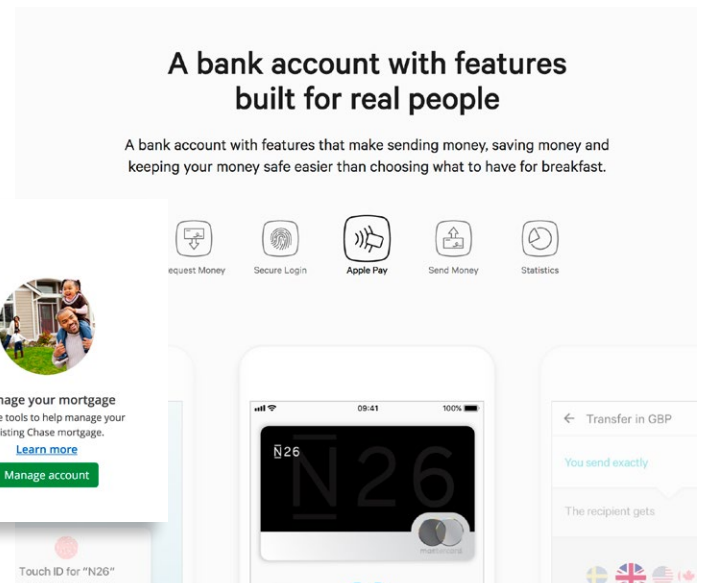 A bank account with features
built for real people
A bank account with features that make sending money, saving money and
keeping your money safe easier than choosing what to have for breakfast.
equest Money
Secure Login
Apple Pay
Send Money
Statistics
nage your mortgage
e tools to help manage your
isting Chase mortgage.
Learn more
Manage account
Touch ID for "N26"
09:41
100%
N26
N26
mastercard
Transfer in GBP
You send exactly
The recipient gets